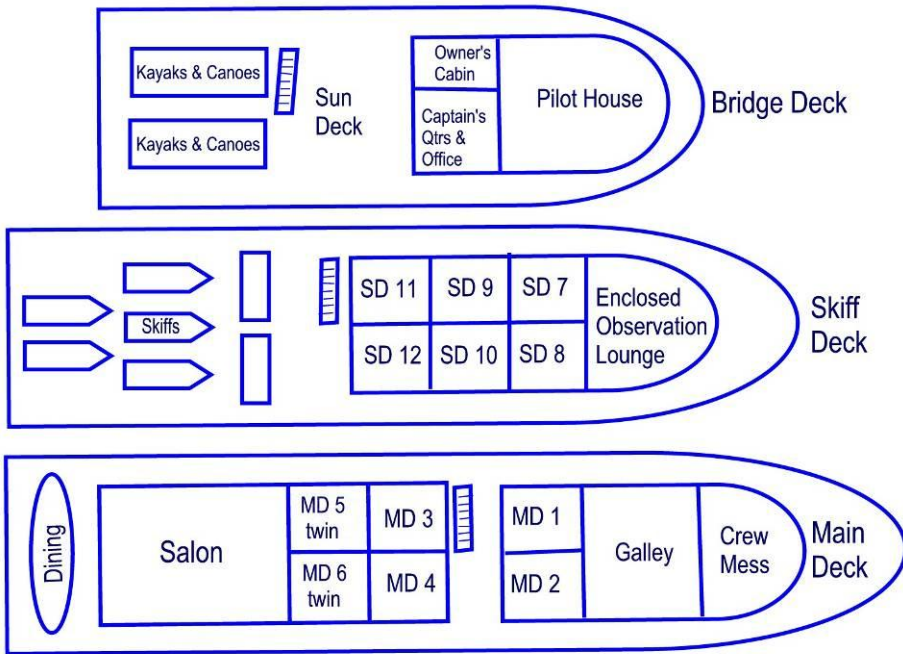 Kayaks & Canoes
Kayaks & Canoes
Sun
Deck
Owner's
Cabin
Captain's
Qtrs &
Office
Pilot House
Bridge Deck
Skiffs
SD 11
SD 9
SD 7
SD 12
SD 10
SD 8
Enclosed
Observation
Lounge
Skiff
Deck
Dining
Salon
MD 5
twin
MD 3
MD 6
twin
MD 4
MD 1
MD 2
Galley
Crew
Mess
Main
Deck